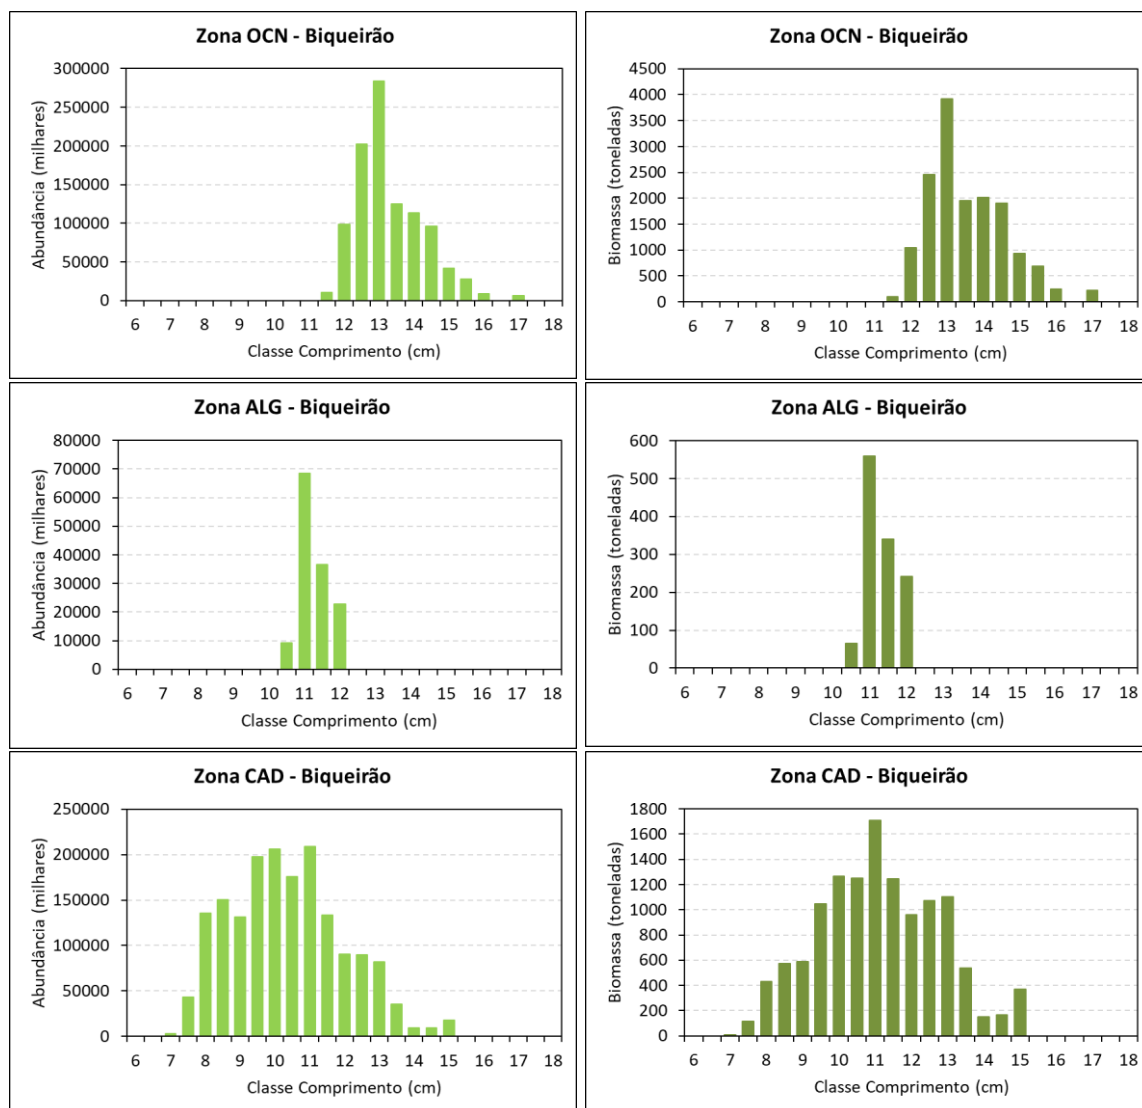 Zona OCN - Biqueirão
Abundância (milhares)
300000
250000
200000
150000
100000
50000
0
6 7 8 9 10 11 12 13 14 15 16 17 18
Classe Comprimento (cm)
Zona OCN - Biqueirão
Biomassa (toneladas)
4500
4000
3500
3000
2500
2000
1500
1000
500
0
6 7 8 9 10 11 12 13 14 15 16 17 18
Classe Comprimento (cm)
Zona ALG - Biqueirão
Abundância (milhares)
80000
70000
60000
50000
40000
30000
20000
10000
0
6 7 8 9 10 11 12 13 14 15 16 17 18
Classe Comprimento (cm)
Zona ALG - Biqueirão
Biomassa (toneladas)
600
500
400
300
200
100
0
6 7 8 9 10 11 12 13 14 15 16 17 18
Classe Comprimento (cm)
Zona CAD - Biqueirão
Abundância (milhares)
250000
200000
150000
100000
50000
0
6 7 8 9 10 11 12 13 14 15 16 17 18
Classe Comprimento (cm)
Zona CAD - Biqueirão
Biomassa (toneladas)
1800
1600
1400
1200
1000
800
600
400
200
0
6 7 8 9 10 11 12 13 14 15 16 17 18
Classe Comprimento (cm)